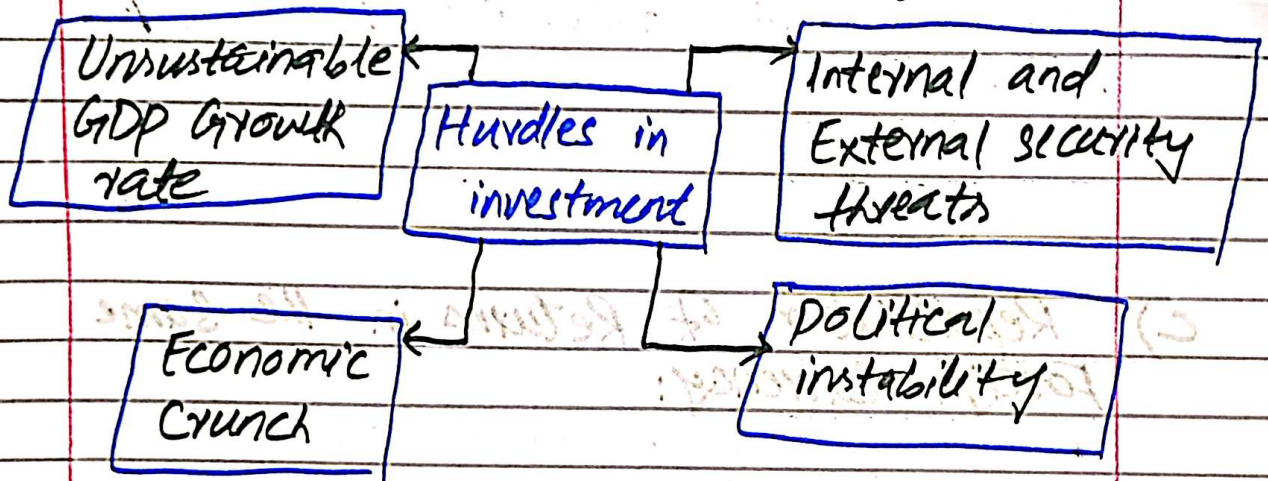 Unsustainable
GDP Growth
rate
Hurdles in
investment
Internal and
External security
threats
Economic
Crunch
Political
instability